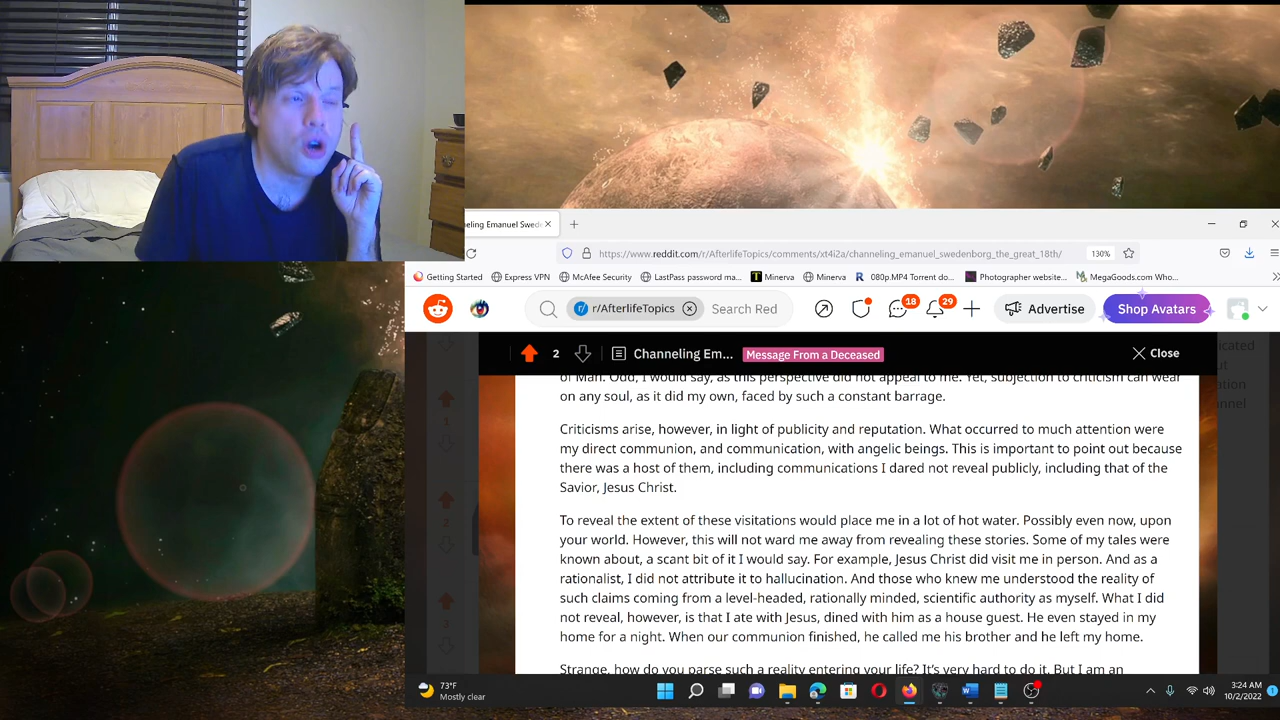 eling Emanuel Swed
https://www.reddit.com/r/AfterlifeTopics/comments/xt4i2a/channeling_emanuel_swedenborg_the_great_18th/
130%
Getting Started
Express VPN
McAfee Security
LastPass password ma...
Minerva
Minerva
080p.MP4 Torrent do...
Photographer website...
MegaGoods.com Who...
r/AfterlifeTopics
Search Red
18
29
Advertise
Shop Avatars
2
Channeling Em...
Message From a Deceased
Close
of Man. Odd, I would say, as this perspective did not appeal to me. Yet, subjection to criticism can wear
on any soul, as it did my own, faced by such a constant barrage.
Criticisms arise, however, in light of publicity and reputation. What occurred to much attention were
my direct communion, and communication, with angelic beings. This is important to point out because
there was a host of them, including communications I dared not reveal publicly, including that of the
Savior, Jesus Christ.
To reveal the extent of these visitations would place me in a lot of hot water. Possibly even now, upon
your world. However, this will not ward me away from revealing these stories. Some of my tales were
known about, a scant bit of it I would say. For example, Jesus Christ did visit me in person. And as a
rationalist, I did not attribute it to hallucination. And those who knew me understood the reality of
such claims coming from a level-headed, rationally minded, scientific authority as myself. What I did
not reveal, however, is that I ate with Jesus, dined with him as a house guest. He even stayed in my
home for a night. When our communion finished, he called me his brother and he left my home.
Strange, how do you parse such a reality entering your life? It's very hard to do it. But I am an
73°F
Mostly clear
3:24 AM
10/2/2022